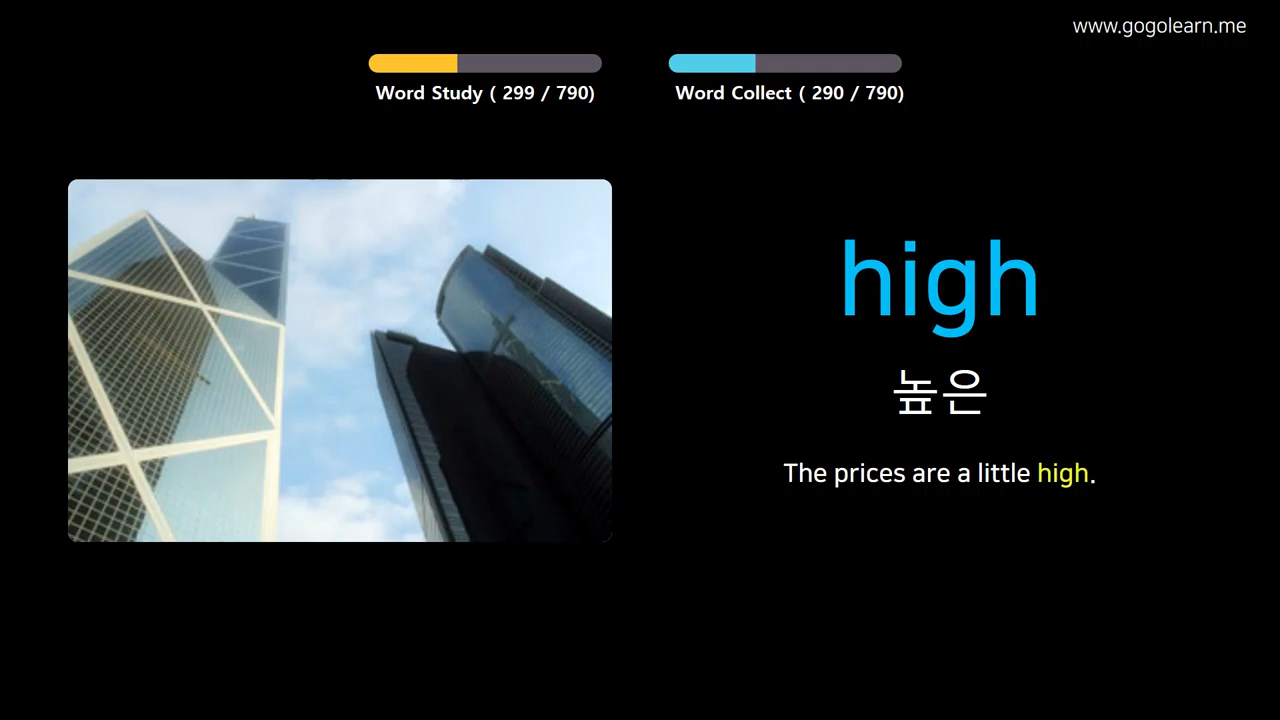 www.gogolearn.me
Word Study ( 299 / 790)
Word Collect ( 290 / 790)
high
높은
The prices are a little high.